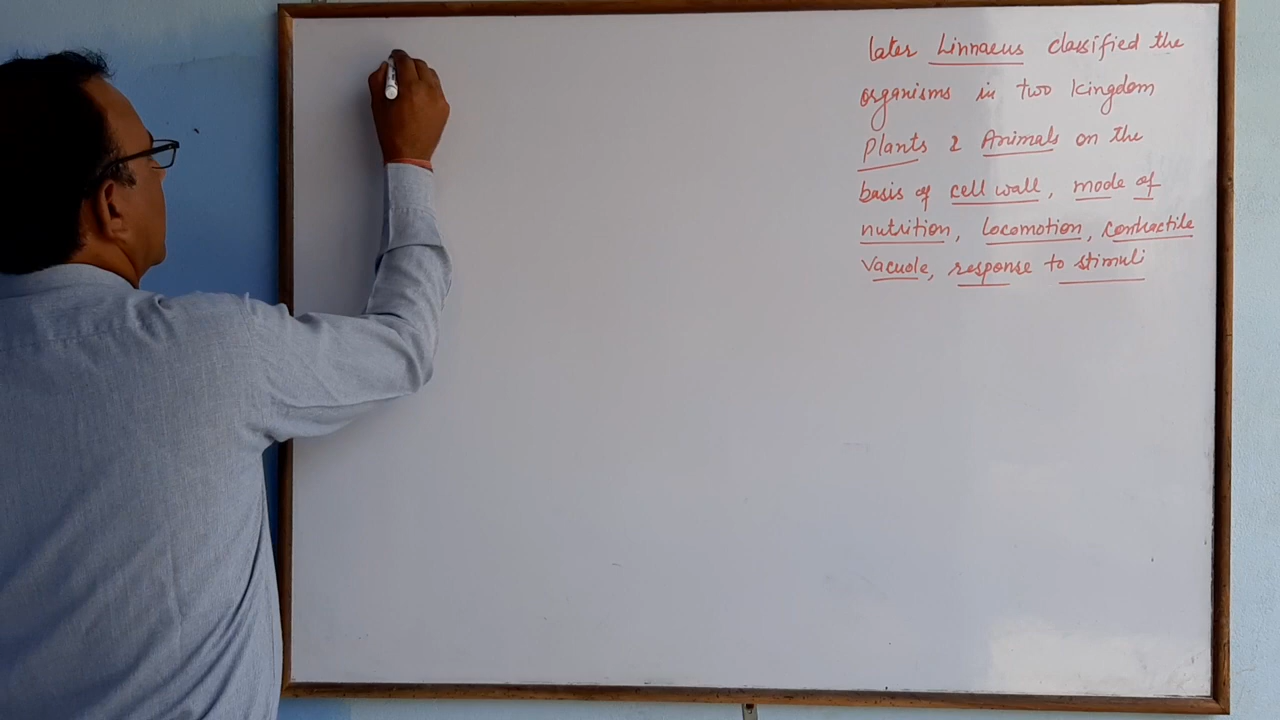 later Linnaeus classified the
organisms in two kingdom
Plants & Animals on the
basis of cell wall, mode of
nutrition, Locomotion, contractile
Vacuole, response to stimuli